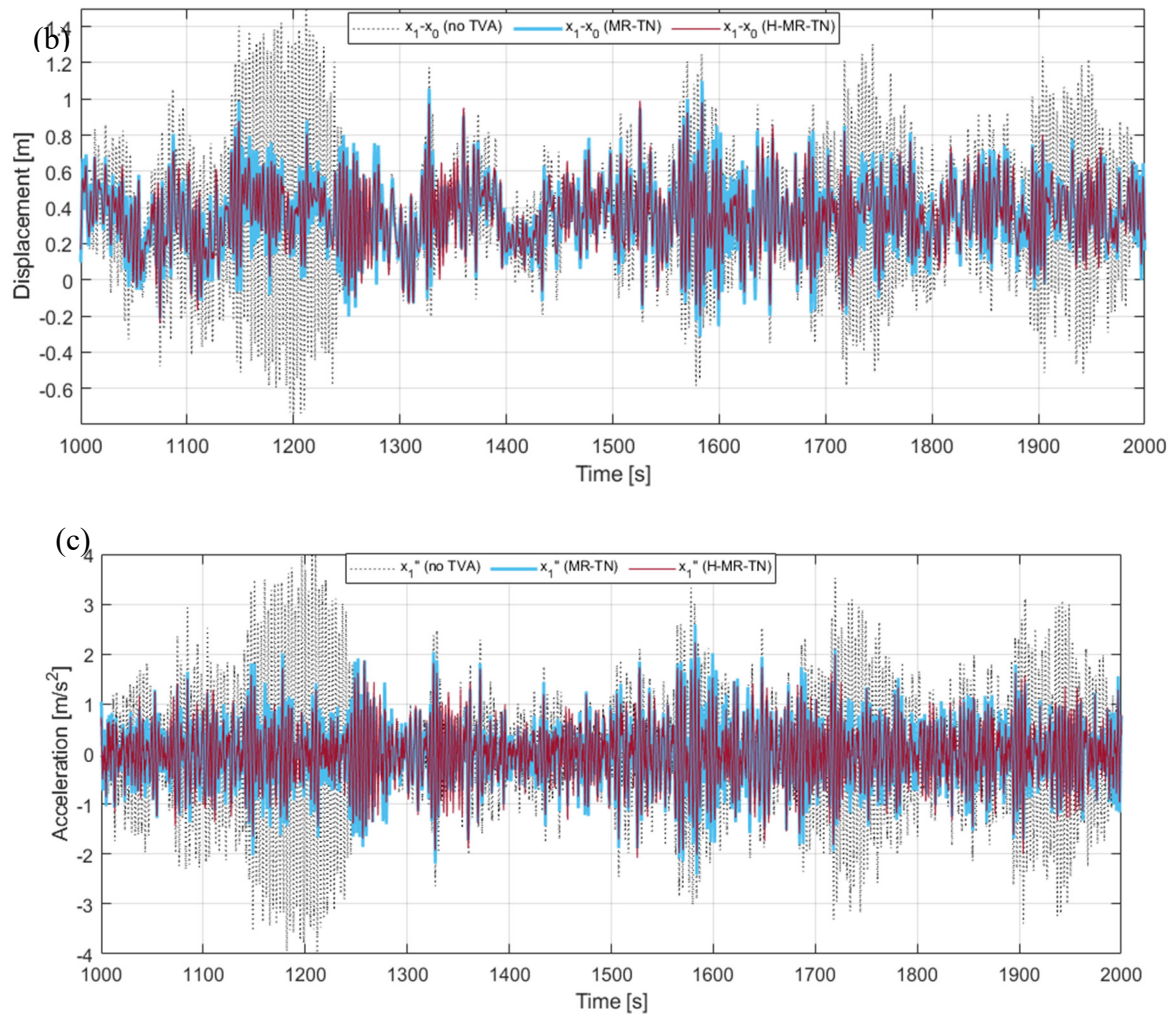 (b)
x1-x0 (no TVA) x1-x0 (MR-TN) x1-x0 (H-MR-TN)
1.4
1.2
1
0.8
0.6
0.4
0.2
0
-0.2
-0.4
-0.6
Displacement [m]
1000 1100 1200 1300 1400 1500 1600 1700 1800 1900 2000
Time [s]
(c)
x1" (no TVA) x1" (MR-TN) x1" (H-MR-TN)
4
3
2
1
0
-1
-2
-3
-4
Acceleration [m/s2]
1000 1100 1200 1300 1400 1500 1600 1700 1800 1900 2000
Time [s]